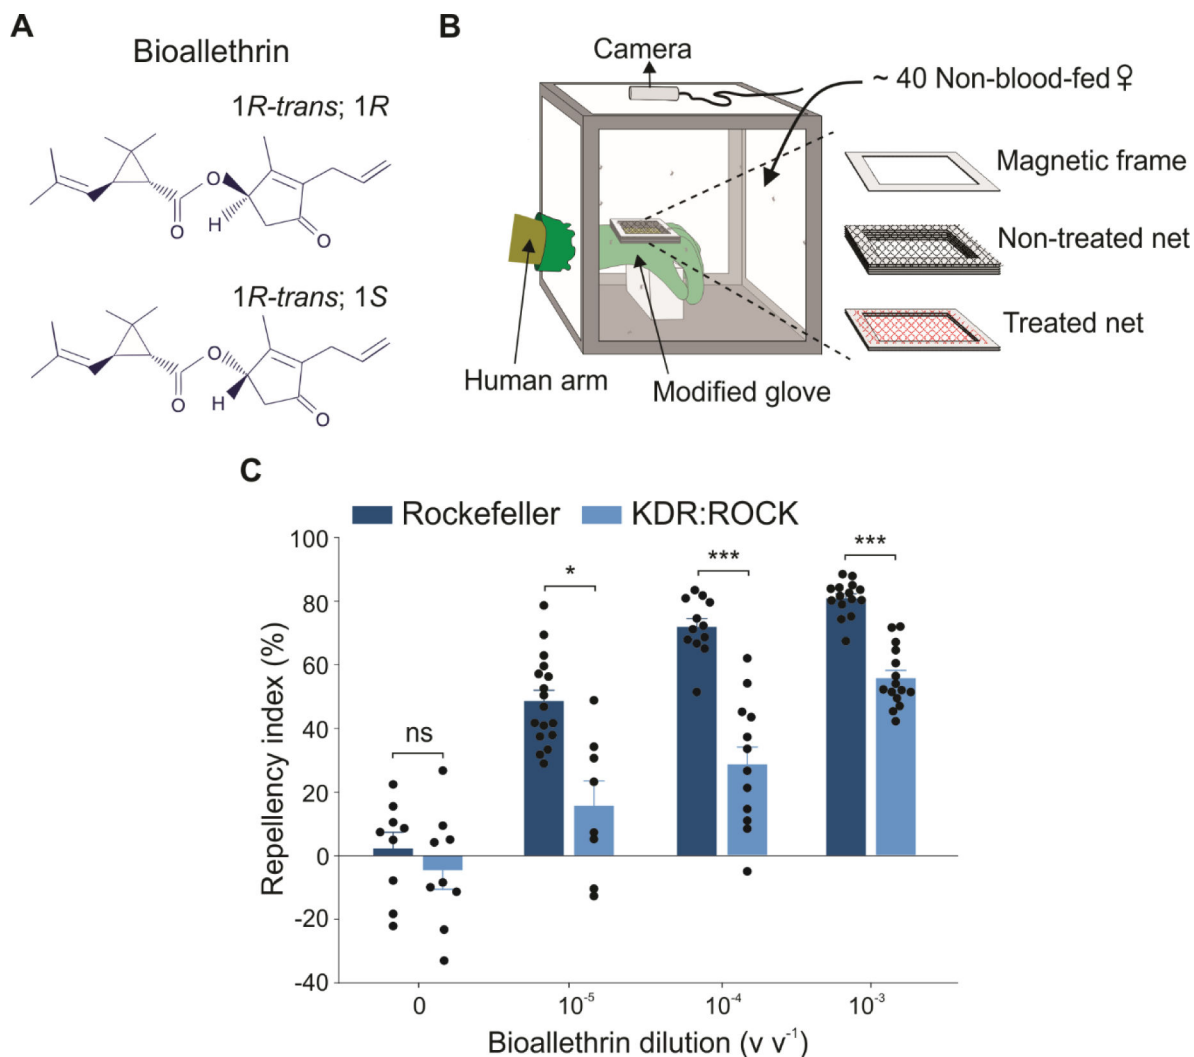 A
Bioallethrin
1R-trans; 1R
O
O
H
O
1R-trans; 1S
O
O
H
O
B
Camera
~ 40 Non-blood-fed ♀
Magnetic frame
Non-treated net
Treated net
Human arm
Modified glove
C
Rockefeller KDR:ROCK
Repellency index (%)
100
80
60
40
20
0
-20
-40
ns
*
***
***
0 10⁻⁵ 10⁻⁴ 10⁻³
Bioallethrin dilution (v v⁻¹)